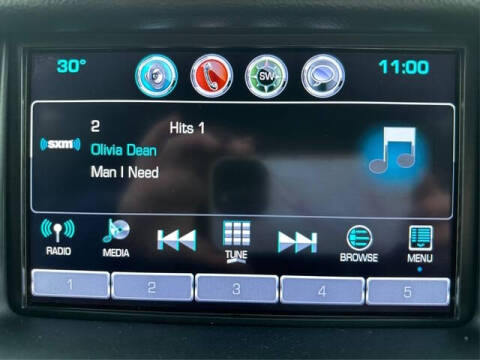 30°
SW
11:00
2
Hits 1
((sxm))
Olivia Dean
Man I Need
RADIO
MEDIA
TUNE
BROWSE
MENU
1
2
3
4
5